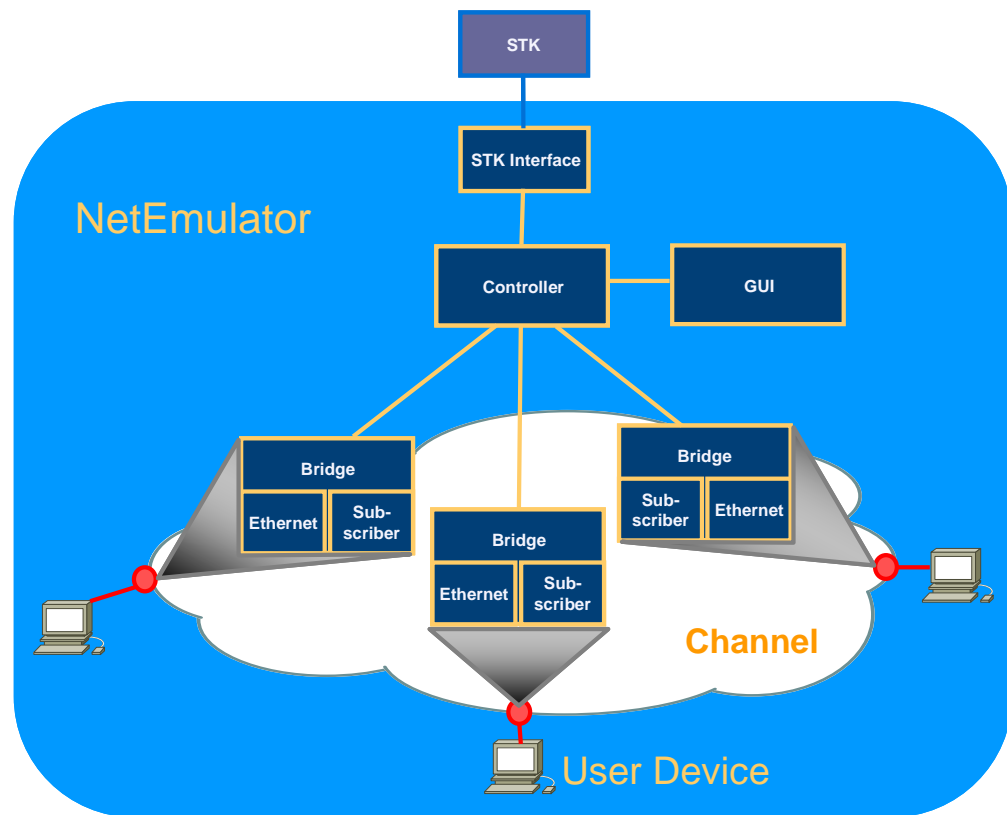 STK
STK Interface
NetEmulator
Controller
GUI
Bridge
Ethernet
Sub-
scriber
Bridge
Sub-
scriber
Ethernet
Bridge
Ethernet
Sub-
scriber
Channel
User Device